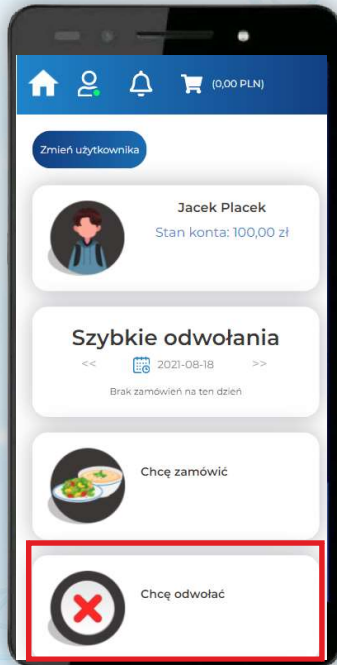 (0,00 PLN)
Zmień użytkownika
Jacek Placek
Stan konta: 100,00 zł
Szybkie odwołania
<< 2021-08-18 >>
Brak zamówień na ten dzień
Chcę zamówić
Chcę odwołać